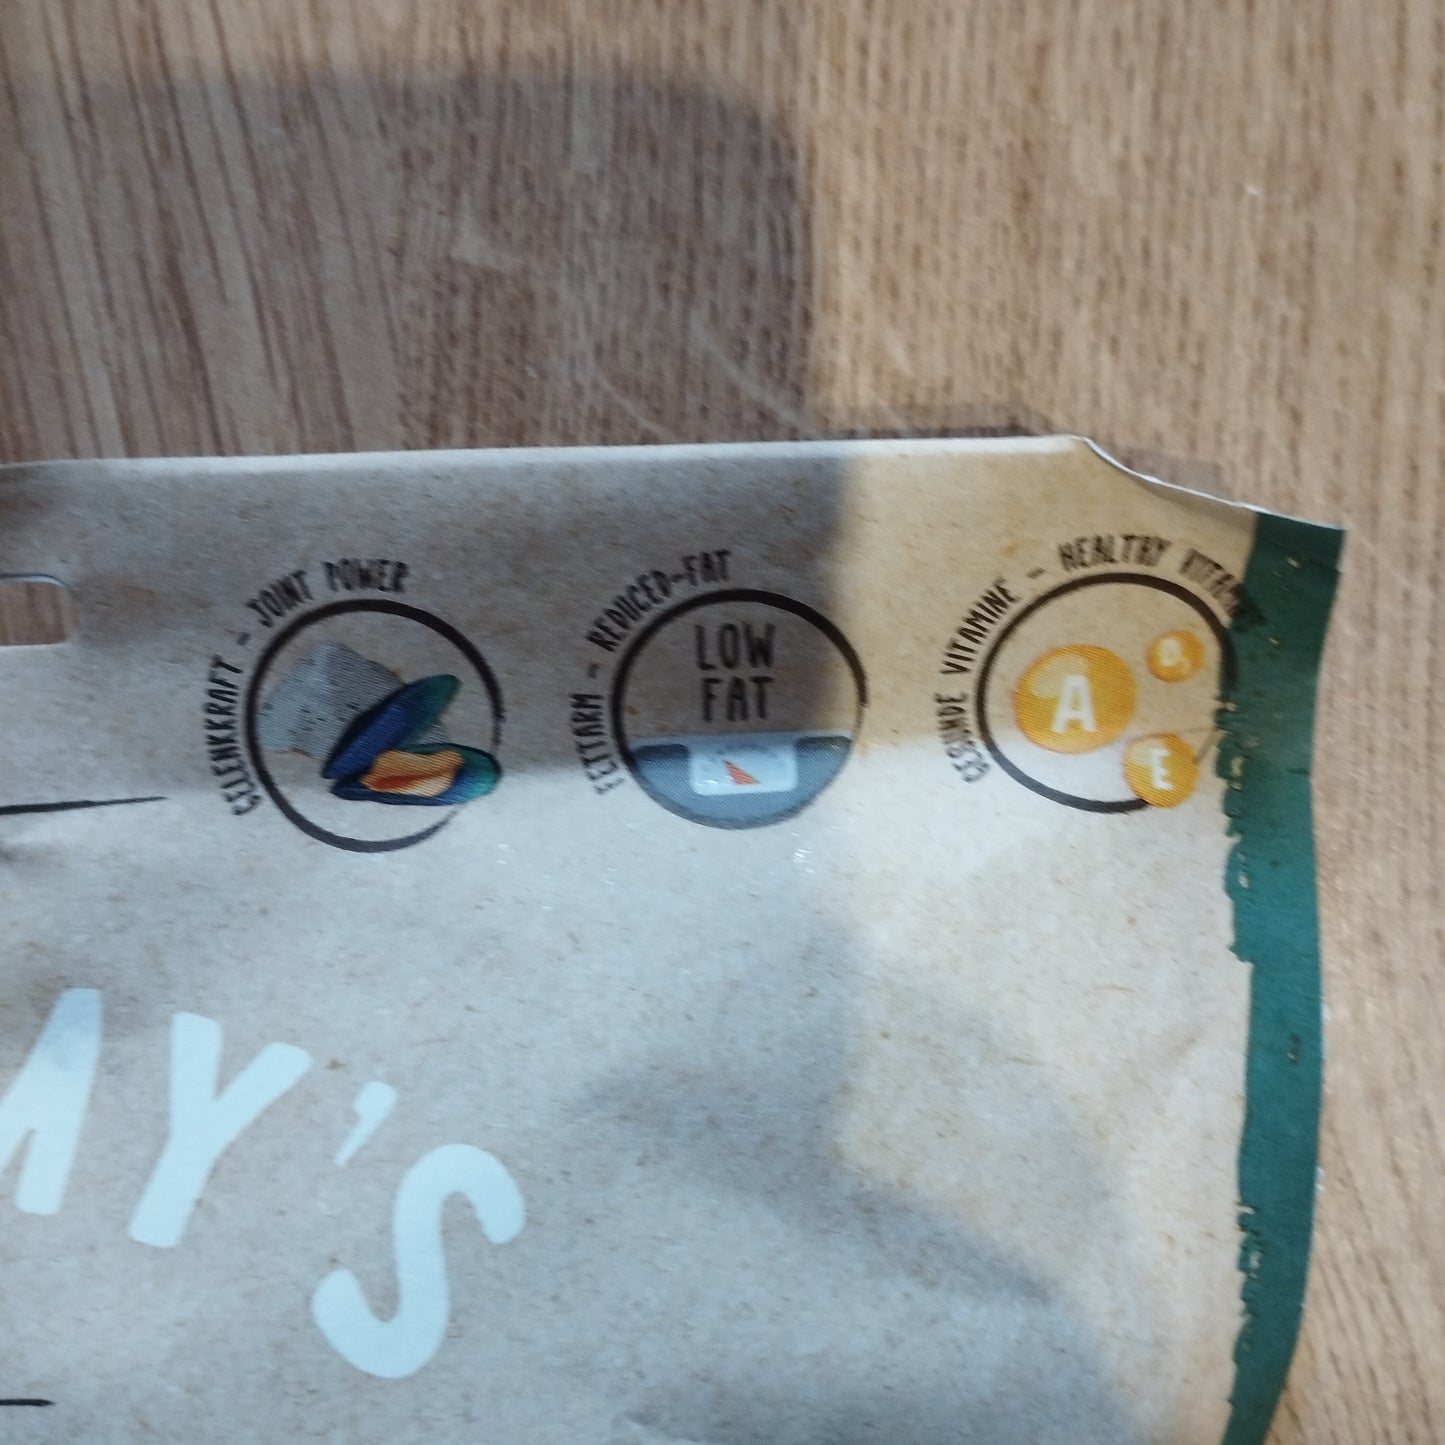 GELENKKRAFT - JOINT POWER
FETTARM - REDUCED-FAT
LOW
FAT
GESUNDE VITAMINE - HEALTHY
A
E
MY'S